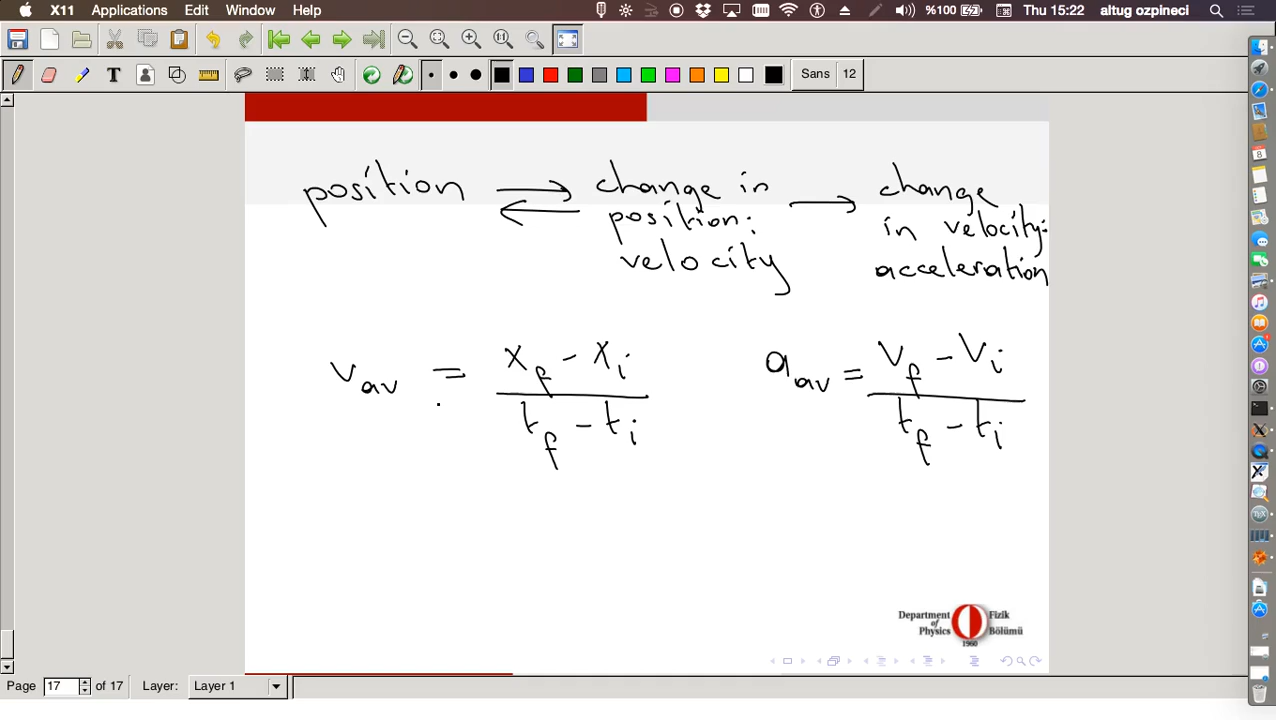 X11 Applications Edit Window Help %100 Thu 15:22 altug ozpineci
Sans 12
position ⇄ change in position: velocity → change in velocity: acceleration
v_av = (x_f - x_i) / (t_f - t_i)
a_av = (v_f - v_i) / (t_f - t_i)
Department of Physics
Fizik Bölümü
1960
Page 17 of 17 Layer: Layer 1